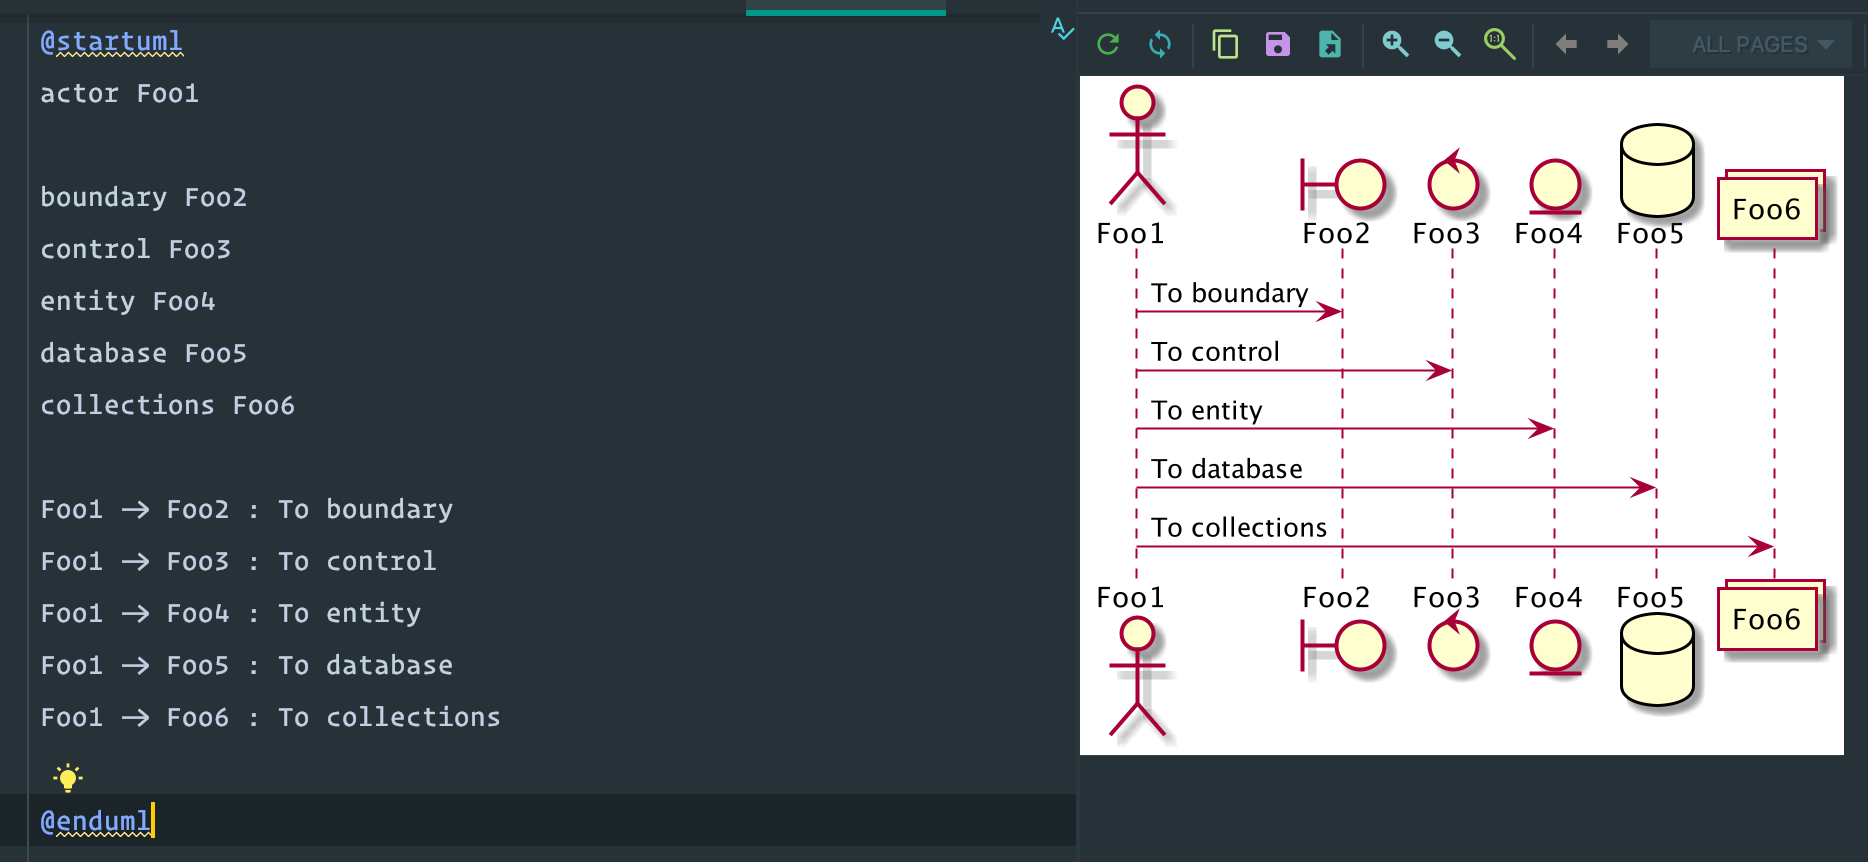 @startuml
actor Foo1
boundary Foo2
control Foo3
entity Foo4
database Foo5
collections Foo6
Foo1 -> Foo2 : To boundary
Foo1 -> Foo3 : To control
Foo1 -> Foo4 : To entity
Foo1 -> Foo5 : To database
Foo1 -> Foo6 : To collections
@enduml
1:1
ALL PAGES
Foo1 Foo2 Foo3 Foo4 Foo5 Foo6
To boundary
To control
To entity
To database
To collections
Foo1 Foo2 Foo3 Foo4 Foo5 Foo6